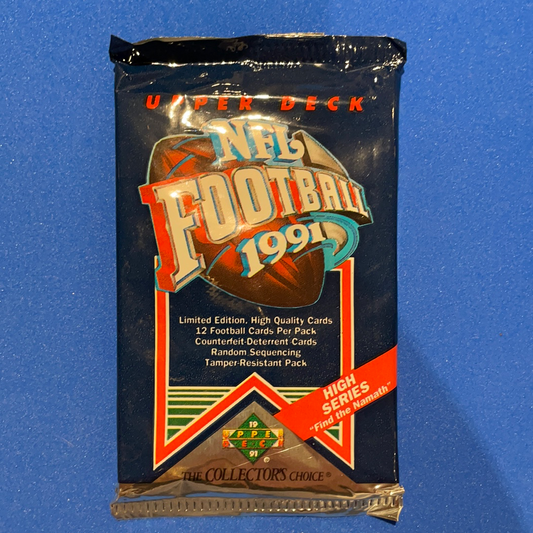 UPPER DECK
NFL
FOOTBALL
1991
Limited Edition, High Quality Cards
12 Football Cards Per Pack
Counterfeit-Deterrent Cards
Random Sequencing
Tamper-Resistant Pack
HIGH
SERIES
"Find the Namath"
19
UPPER
DECK
91
THE COLLECTOR'S CHOICE®